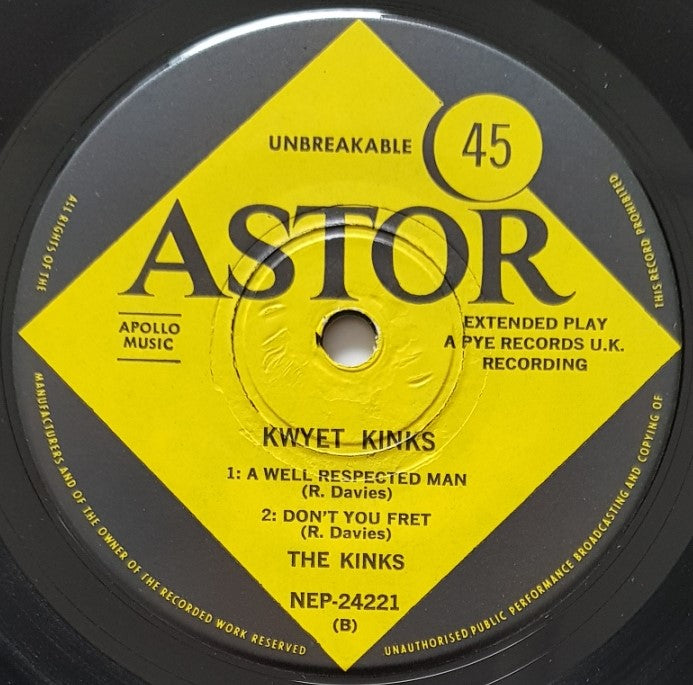 UNBREAKABLE
45
ASTOR
APOLLO
MUSIC
EXTENDED PLAY
A PYE RECORDS U.K.
RECORDING
KWYET KINKS
1: A WELL RESPECTED MAN
(R. Davies)
2: DON'T YOU FRET
(R. Davies)
THE KINKS
NEP-24221
(B)
ALL RIGHTS OF THE
MANUFACTURERS AND OF THE OWNER OF THE RECORDED WORK RESERVED
UNAUTHORISED PUBLIC PERFORMANCE BROADCASTING AND COPYING OF
THIS RECORD PROHIBITED